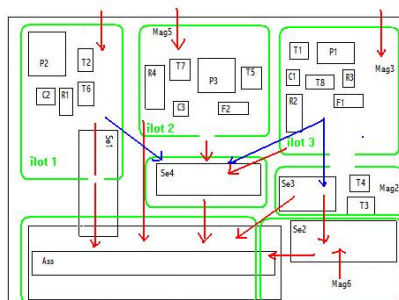 Mag5
P2
T2
T6
C2
R1
ilot 1
Se1
R4
T7
P3
T5
C3
F2
ilot 2
T1
P1
Mag3
C1
T8
R3
R2
F1
ilot 3
Se4
Se3
T4
Mag2
T3
Se2
Ass
Mag6